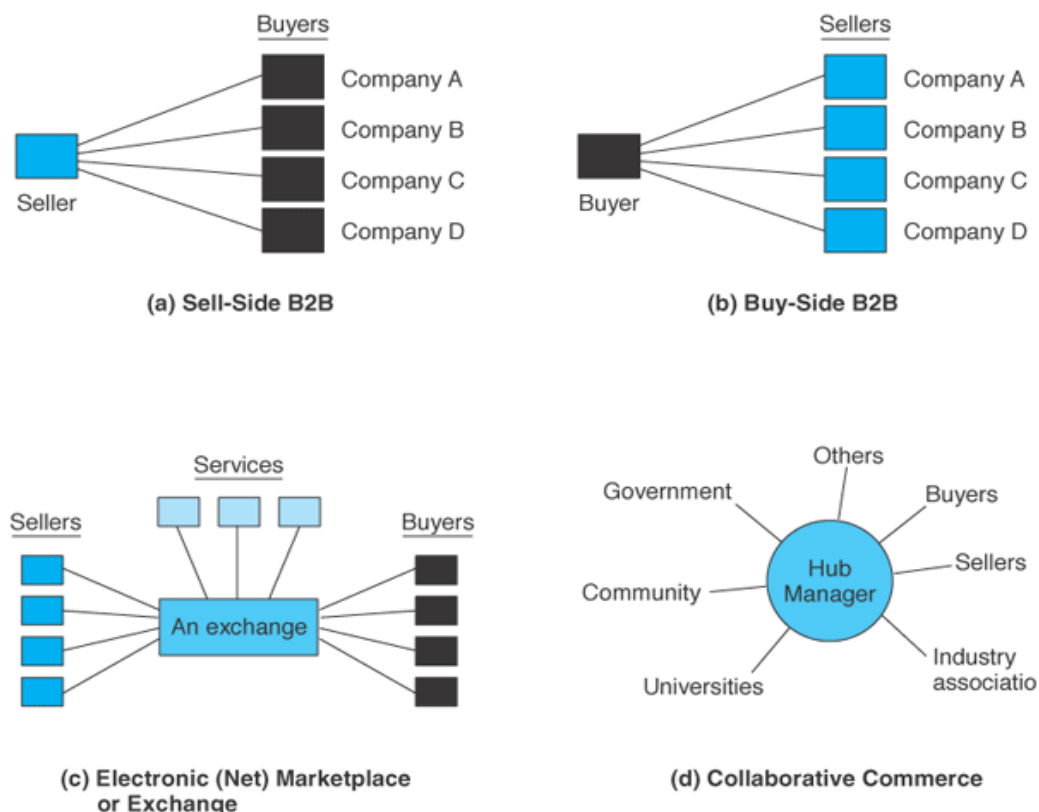 Buyers
Company A
Company B
Company C
Company D
Seller
(a) Sell-Side B2B
Sellers
Company A
Company B
Company C
Company D
Buyer
(b) Buy-Side B2B
Services
Sellers
Buyers
An exchange
(c) Electronic (Net) Marketplace
or Exchange
Others
Government
Buyers
Hub
Manager
Sellers
Community
Universities
Industry
associatio
(d) Collaborative Commerce